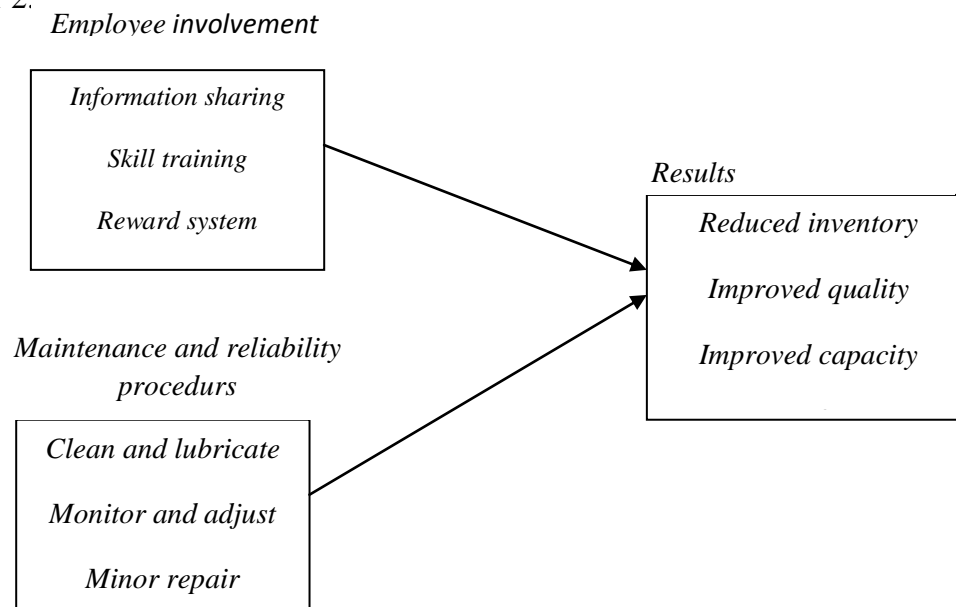 2.
Employee involvement
Information sharing
Skill training
Reward system
Results
Reduced inventory
Improved quality
Improved capacity
Maintenance and reliability
procedurs
Clean and lubricate
Monitor and adjust
Minor repair